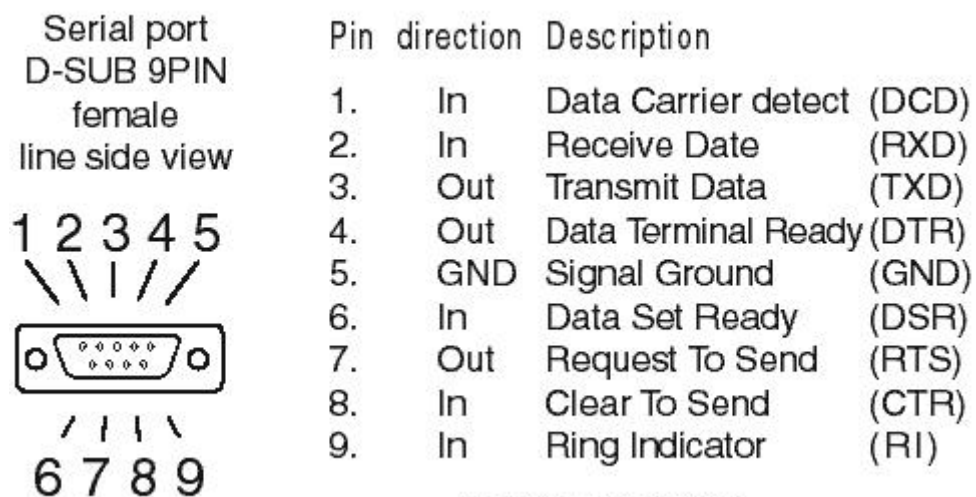 Serial port
D-SUB 9PIN
female
line side view
1 2 3 4 5
6 7 8 9
Pin direction Description
1. In Data Carrier detect (DCD)
2. In Receive Date (RXD)
3. Out Transmit Data (TXD)
4. Out Data Terminal Ready (DTR)
5. GND Signal Ground (GND)
6. In Data Set Ready (DSR)
7. Out Request To Send (RTS)
8. In Clear To Send (CTR)
9. In Ring Indicator (RI)